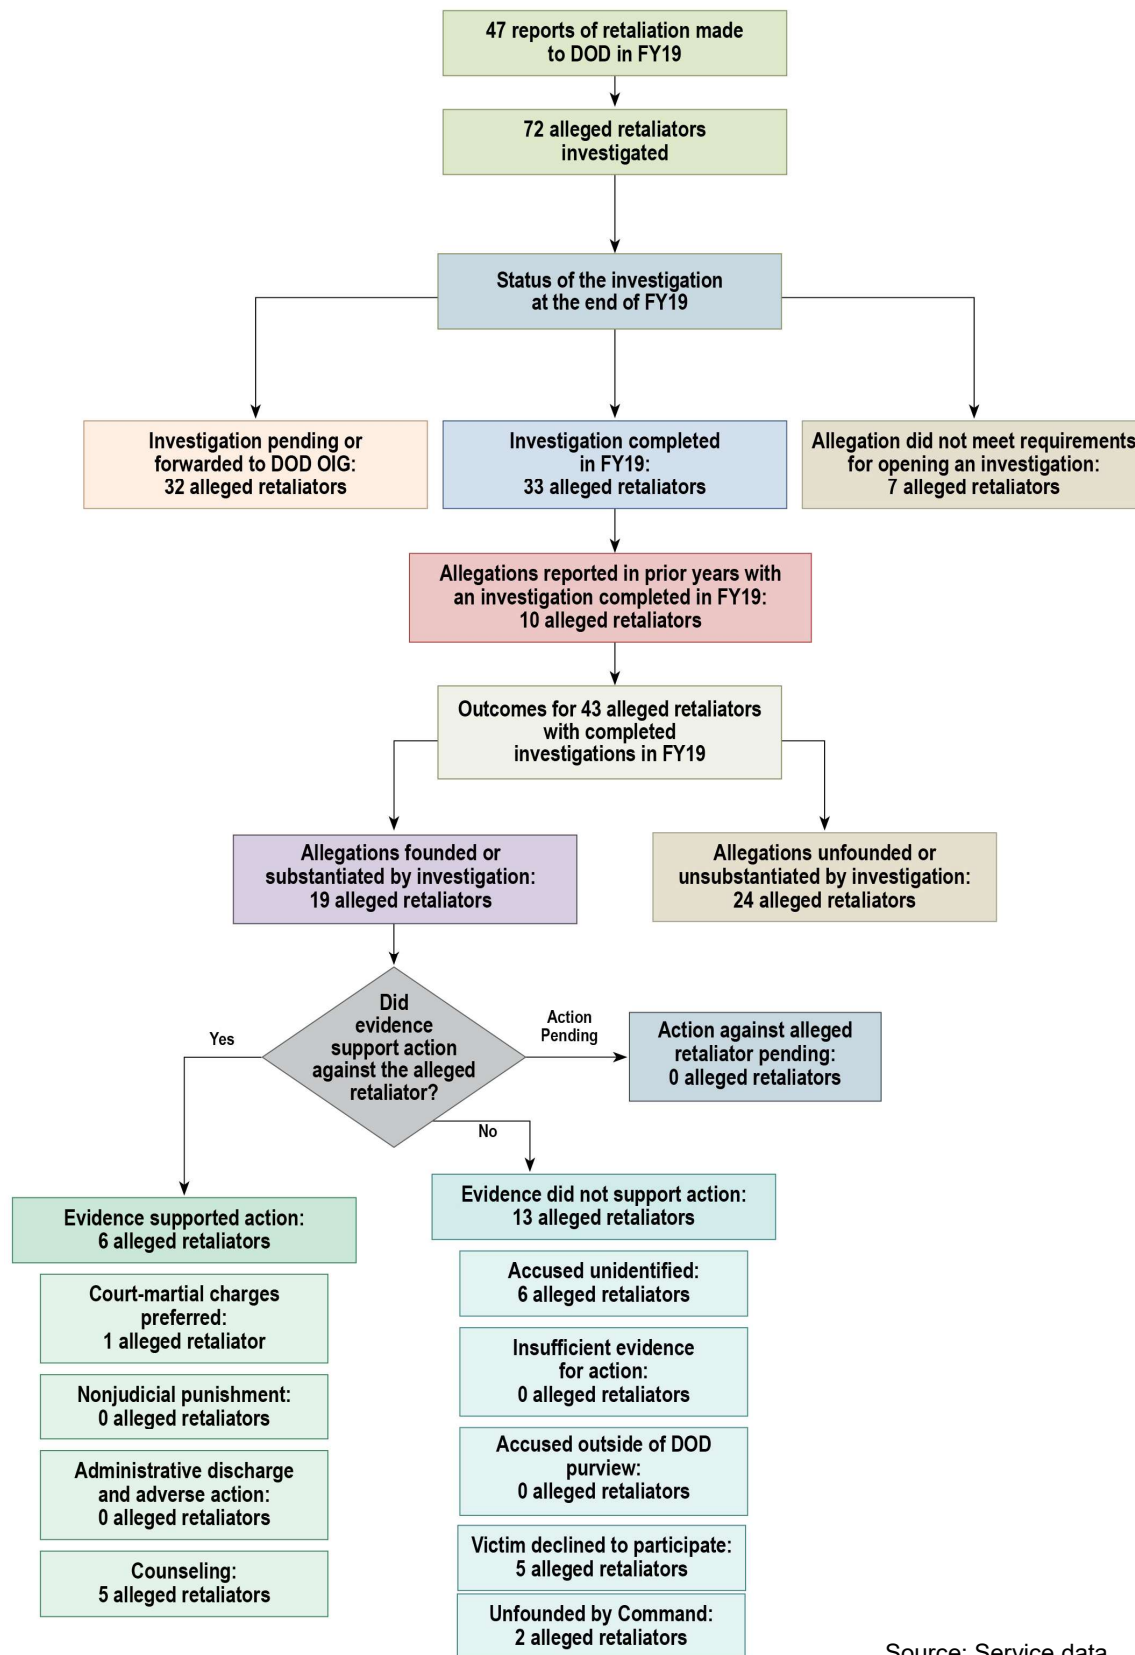 47 reports of retaliation made
to DOD in FY19
72 alleged retaliators
investigated
Status of the investigation
at the end of FY19
Investigation pending or
forwarded to DOD OIG:
32 alleged retaliators
Investigation completed
in FY19:
33 alleged retaliators
Allegation did not meet requirements
for opening an investigation:
7 alleged retaliators
Allegations reported in prior years with
an investigation completed in FY19:
10 alleged retaliators
Outcomes for 43 alleged retaliators
with completed
investigations in FY19
Allegations founded or
substantiated by investigation:
19 alleged retaliators
Allegations unfounded or
unsubstantiated by investigation:
24 alleged retaliators
Did
evidence
support action
against the alleged
retaliator?
Yes
Action
Pending
No
Action against alleged
retaliator pending:
0 alleged retaliators
Evidence supported action:
6 alleged retaliators
Court-martial charges
preferred:
1 alleged retaliator
Nonjudicial punishment:
0 alleged retaliators
Administrative discharge
and adverse action:
0 alleged retaliators
Counseling:
5 alleged retaliators
Evidence did not support action:
13 alleged retaliators
Accused unidentified:
6 alleged retaliators
Insufficient evidence
for action:
0 alleged retaliators
Accused outside of DOD
purview:
0 alleged retaliators
Victim declined to participate:
5 alleged retaliators
Unfounded by Command:
2 alleged retaliators
Source: Service data